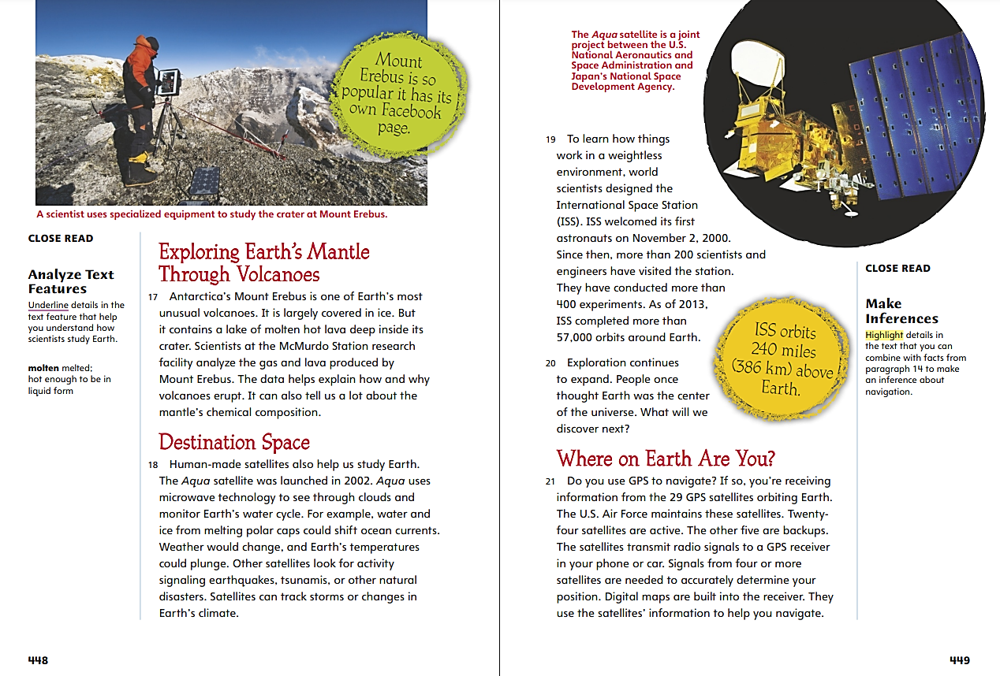 Mount
Erebus is so
popular it has its
own Facebook
page.
A scientist uses specialized equipment to study the crater at Mount Erebus.
CLOSE READ
Analyze Text
Features
Underline details in the
text feature that help
you understand how
scientists study Earth.
molten melted;
hot enough to be in
liquid form
Exploring Earth's Mantle
Through Volcanoes
17 Antarctica's Mount Erebus is one of Earth's most
unusual volcanoes. It is largely covered in ice. But
it contains a lake of molten hot lava deep inside its
crater. Scientists at the McMurdo Station research
facility analyze the gas and lava produced by
Mount Erebus. The data helps explain how and why
volcanoes erupt. It can also tell us a lot about the
mantle's chemical composition.
Destination Space
18 Human-made satellites also help us study Earth.
The Aqua satellite was launched in 2002. Aqua uses
microwave technology to see through clouds and
monitor Earth's water cycle. For example, water and
ice from melting polar caps could shift ocean currents.
Weather would change, and Earth's temperatures
could plunge. Other satellites look for activity
signaling earthquakes, tsunamis, or other natural
disasters. Satellites can track storms or changes in
Earth's climate.
448
The Aqua satellite is a joint
project between the U.S.
National Aeronautics and
Space Administration and
Japan's National Space
Development Agency.
19 To learn how things
work in a weightless
environment, world
scientists designed the
International Space Station
(ISS). ISS welcomed its first
astronauts on November 2, 2000.
Since then, more than 200 scientists and
engineers have visited the station.
They have conducted more than
400 experiments. As of 2013,
ISS completed more than
57,000 orbits around Earth.
20 Exploration continues
to expand. People once
thought Earth was the center
of the universe. What will we
discover next?
ISS orbits
240 miles
(386 km) above
Earth.
Where on Earth Are You?
21 Do you use GPS to navigate? If so, you're receiving
information from the 29 GPS satellites orbiting Earth.
The U.S. Air Force maintains these satellites. Twenty-
four satellites are active. The other five are backups.
The satellites transmit radio signals to a GPS receiver
in your phone or car. Signals from four or more
satellites are needed to accurately determine your
position. Digital maps are built into the receiver. They
use the satellites' information to help you navigate.
CLOSE READ
Make
Inferences
Highlight details in
the text that you can
combine with facts from
paragraph 14 to make
an inference about
navigation.
449